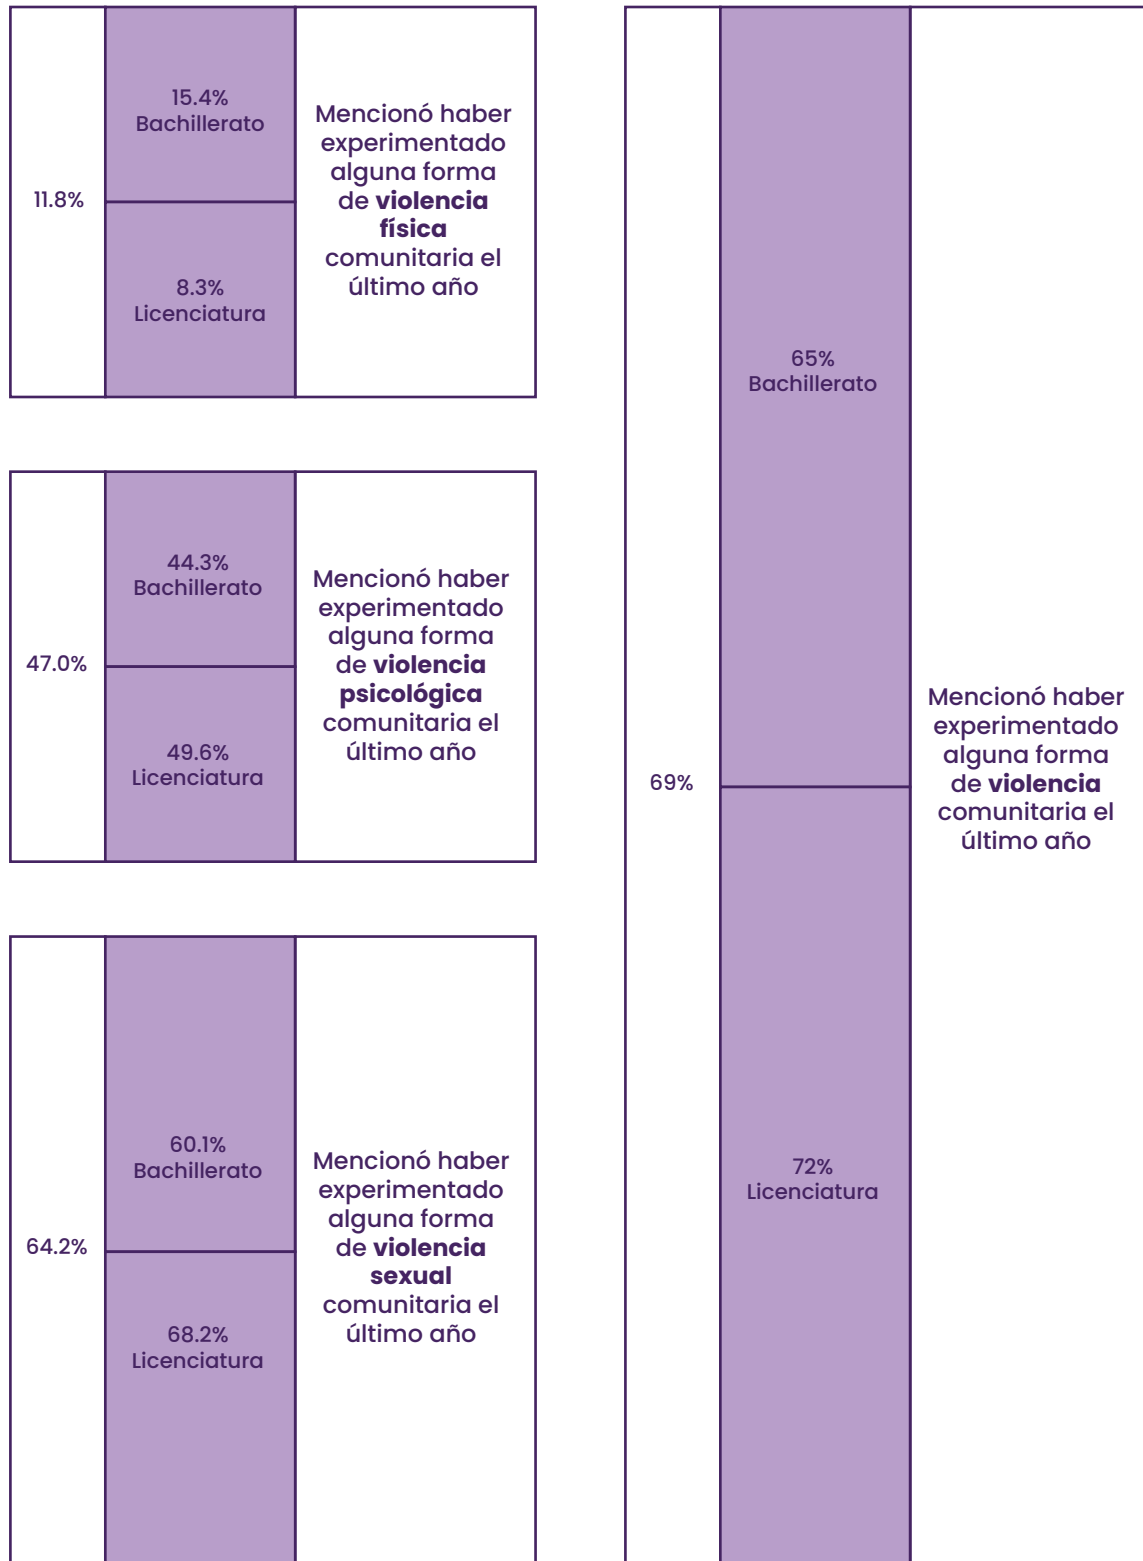 11.8%
15.4%
Bachillerato
8.3%
Licenciatura
Mencionó haber
experimentado
alguna forma
de violencia
física
comunitaria el
último año
47.0%
44.3%
Bachillerato
49.6%
Licenciatura
Mencionó haber
experimentado
alguna forma
de violencia
psicológica
comunitaria el
último año
64.2%
60.1%
Bachillerato
68.2%
Licenciatura
Mencionó haber
experimentado
alguna forma
de violencia
sexual
comunitaria el
último año
69%
65%
Bachillerato
72%
Licenciatura
Mencionó haber
experimentado
alguna forma
de violencia
comunitaria el
último año